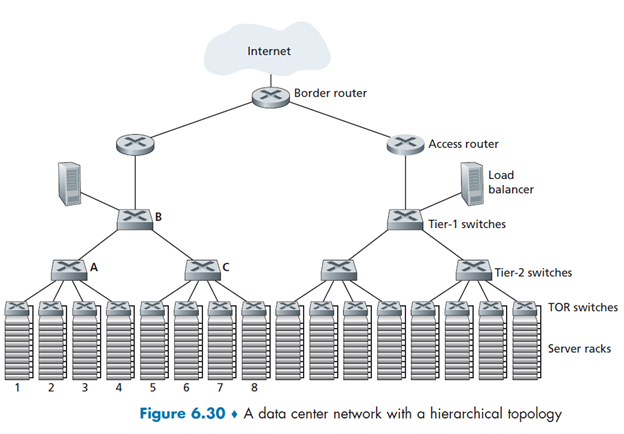 Internet
Border router
Access router
Load
balancer
B
Tier-1 switches
A
C
Tier-2 switches
TOR switches
Server racks
1 2 3 4 5 6 7 8
Figure 6.30 ♦ A data center network with a hierarchical topology